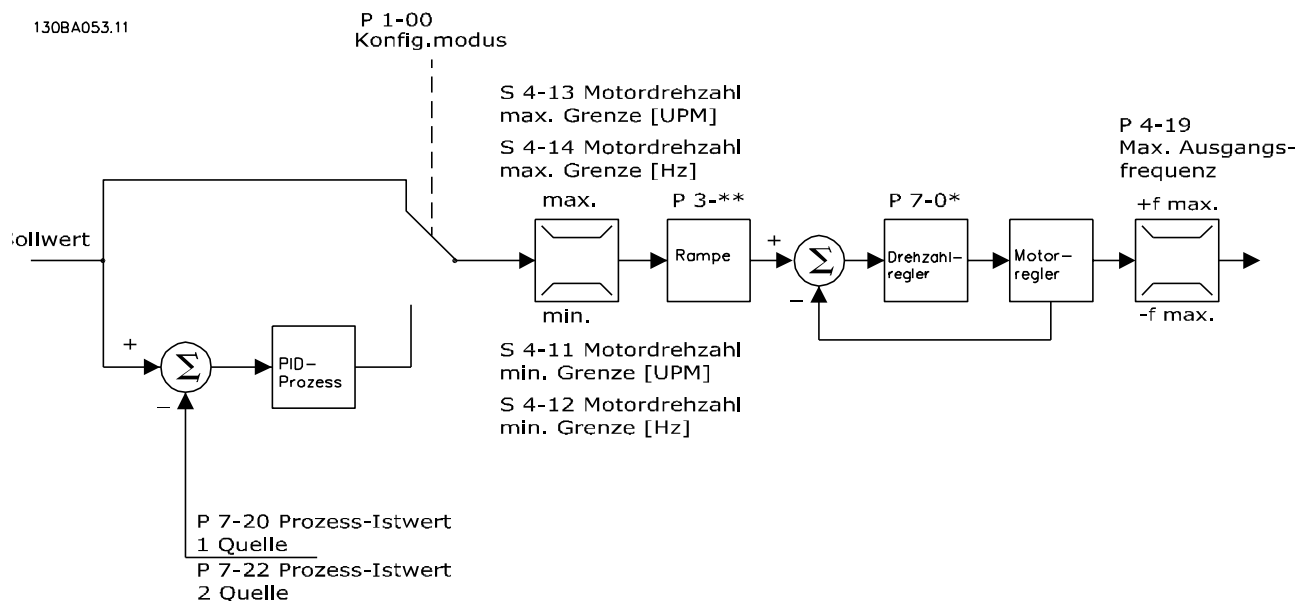 130BA053.11
P 1-00
Konfig.modus
S 4-13 Motordrehzahl
max. Grenze [UPM]
S 4-14 Motordrehzahl
max. Grenze [Hz]
P 4-19
Max. Ausgangs-
frequenz
max.
P 3-**
P 7-0*
+f max.
Sollwert
+
Rampe
Σ
Drehzahl-
regler
Motor-
regler
–
min.
-f max.
+
Σ
PID-
Prozess
–
S 4-11 Motordrehzahl
min. Grenze [UPM]
S 4-12 Motordrehzahl
min. Grenze [Hz]
P 7-20 Prozess-Istwert
1 Quelle
P 7-22 Prozess-Istwert
2 Quelle